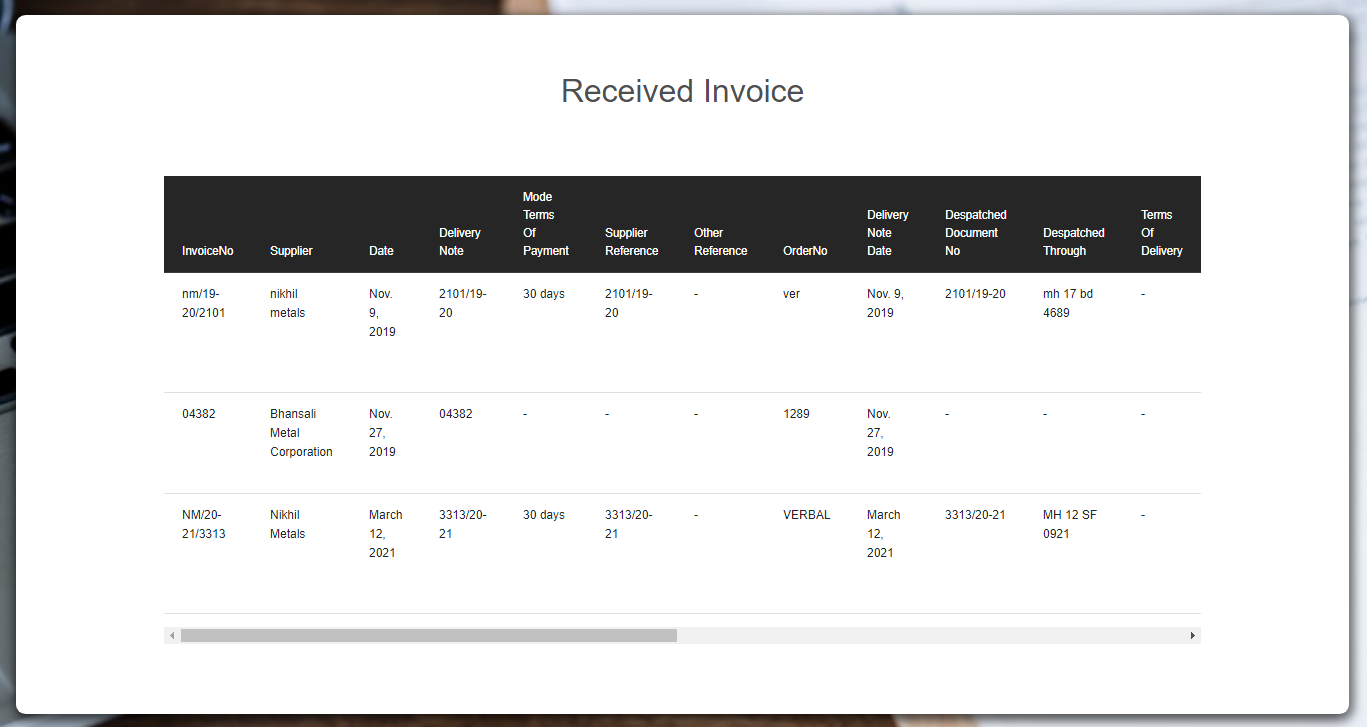 Received Invoice
InvoiceNo Supplier Date Delivery Note Mode Terms Of Payment Supplier Reference Other Reference OrderNo Delivery Note Date Despatched Document No Despatched Through Terms Of Delivery
nm/19-20/2101 nikhil metals Nov. 9, 2019 2101/19-20 30 days 2101/19-20 - ver Nov. 9, 2019 2101/19-20 mh 17 bd 4689 -
04382 Bhansali Metal Corporation Nov. 27, 2019 04382 - - - 1289 Nov. 27, 2019 - - -
NM/20-21/3313 Nikhil Metals March 12, 2021 3313/20-21 30 days 3313/20-21 - VERBAL March 12, 2021 3313/20-21 MH 12 SF 0921 -